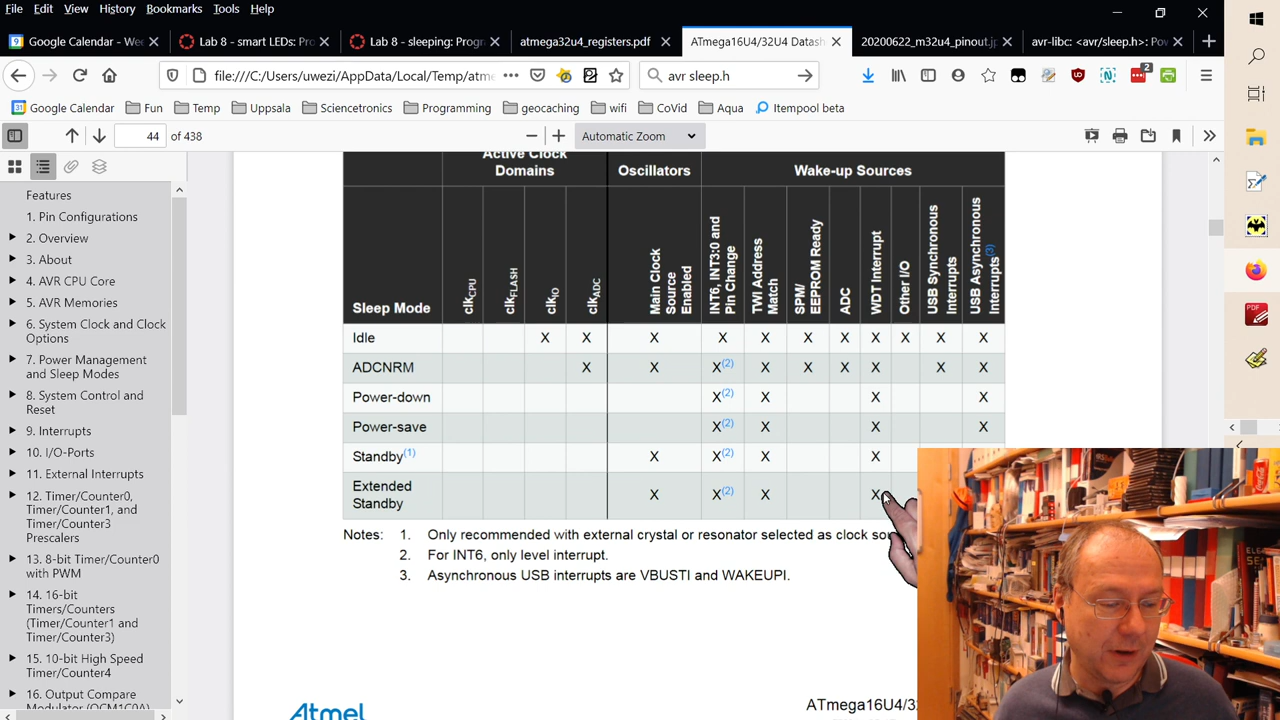 File Edit View History Bookmarks Tools Help
Google Calendar - Wee
Lab 8 - smart LEDs: Pro
Lab 8 - sleeping: Progr
atmega32u4_registers.pdf
ATmega16U4/32U4 Datash
20200622_m32u4_pinout.j
avr-libc: <avr/sleep.h>: Po
file:///C:/Users/uwezi/AppData/Local/Temp/atme
avr sleep.h
2
Google Calendar Fun Temp Uppsala Sciencetronics Programming geocaching wifi CoVid Aqua Itempool beta
44 of 438
Automatic Zoom
Features
1. Pin Configurations
2. Overview
3. About
4. AVR CPU Core
5. AVR Memories
6. System Clock and Clock
Options
7. Power Management
and Sleep Modes
8. System Control and
Reset
9. Interrupts
10. I/O-Ports
11. External Interrupts
12. Timer/Counter0,
Timer/Counter1, and
Timer/Counter3
Prescalers
13. 8-bit Timer/Counter0
with PWM
14. 16-bit
Timers/Counters
(Timer/Counter1 and
Timer/Counter3)
15. 10-bit High Speed
Timer/Counter4
16. Output Compare
Modulator (OCM1C0A)
Active Clock
Domains
Oscillators
Wake-up Sources
Sleep Mode
clkCPU
clkFLASH
clkIO
clkADC
Main Clock
Source
Enabled
INT6, INT3:0 and
Pin Change
TWI Address
Match
SPM/
EEPROM Ready
ADC
WDT Interrupt
Other I/O
USB Synchronous
Interrupts
USB Asynchronous
Interrupts(3)
Idle X X X X X X X X X X X
ADCNRM X X X(2) X X X X X X
Power-down X(2) X X X
Power-save X(2) X X X
Standby(1) X X(2) X X
Extended
Standby X X(2) X X
Notes: 1. Only recommended with external crystal or resonator selected as clock sou
2. For INT6, only level interrupt.
3. Asynchronous USB interrupts are VBUSTI and WAKEUPI.
Atmel
ATmega16U4/32